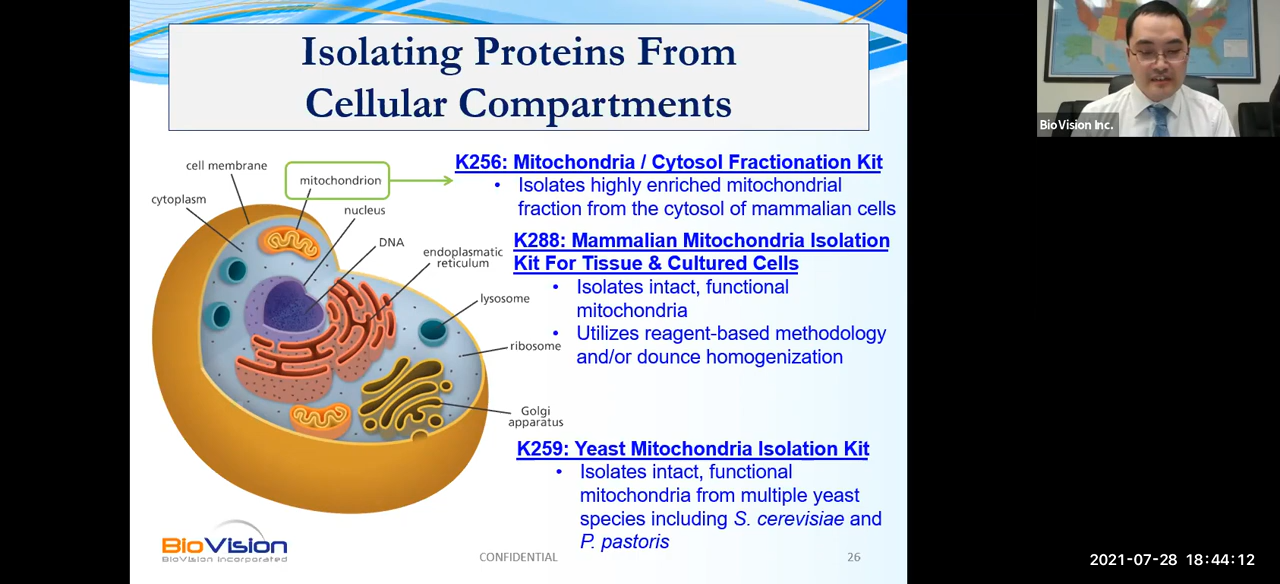 Isolating Proteins From
Cellular Compartments
cell membrane
mitochondrion
cytoplasm
nucleus
DNA
endoplasmatic
reticulum
lysosome
ribosome
Golgi
apparatus
K256: Mitochondria / Cytosol Fractionation Kit
• Isolates highly enriched mitochondrial
fraction from the cytosol of mammalian cells
K288: Mammalian Mitochondria Isolation
Kit For Tissue & Cultured Cells
• Isolates intact, functional
mitochondria
• Utilizes reagent-based methodology
and/or dounce homogenization
K259: Yeast Mitochondria Isolation Kit
• Isolates intact, functional
mitochondria from multiple yeast
species including S. cerevisiae and
P. pastoris
BioVision
BioVision Incorporated
CONFIDENTIAL
26
BioVision Inc.
2021-07-28 18:44:12